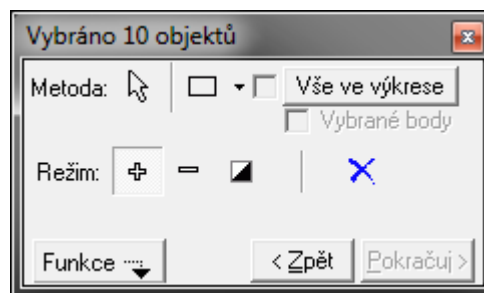 Vybráno 10 objektů
Metoda: Vše ve výkrese
Vybrané body
Režim:
Funkce < Zpět Pokračuj >